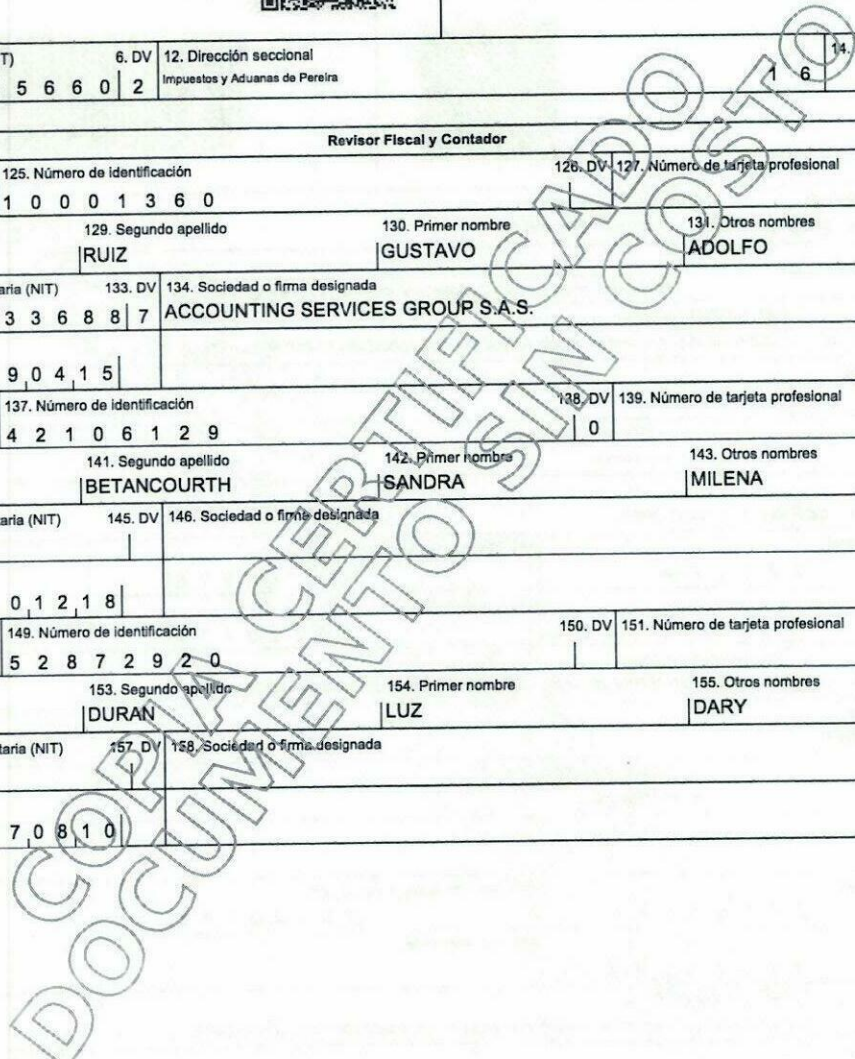 T) 6. DV 12. Dirección seccional 14.
5 6 6 0 2 Impuestos y Aduanas de Pereira 1 6
Revisor Fiscal y Contador
125. Número de identificación 126. DV 127. Número de tarjeta profesional
1 0 0 0 1 3 6 0
129. Segundo apellido 130. Primer nombre 131. Otros nombres
RUIZ GUSTAVO ADOLFO
aria (NIT) 133. DV 134. Sociedad o firma designada
3 3 6 8 8 7 ACCOUNTING SERVICES GROUP S.A.S.
9 0 4 1 5
137. Número de identificación 138. DV 139. Número de tarjeta profesional
4 2 1 0 6 1 2 9 0
141. Segundo apellido 142. Primer nombre 143. Otros nombres
BETANCOURTH SANDRA MILENA
aria (NIT) 145. DV 146. Sociedad o firma designada
0 1 2 1 8
149. Número de identificación 150. DV 151. Número de tarjeta profesional
5 2 8 7 2 9 2 0
153. Segundo apellido 154. Primer nombre 155. Otros nombres
DURAN LUZ DARY
taria (NIT) 157. DV 158. Sociedad o firma designada
7 0 8 1 0
COPIA CERTIFICADO
DOCUMENTO SIN COSTO